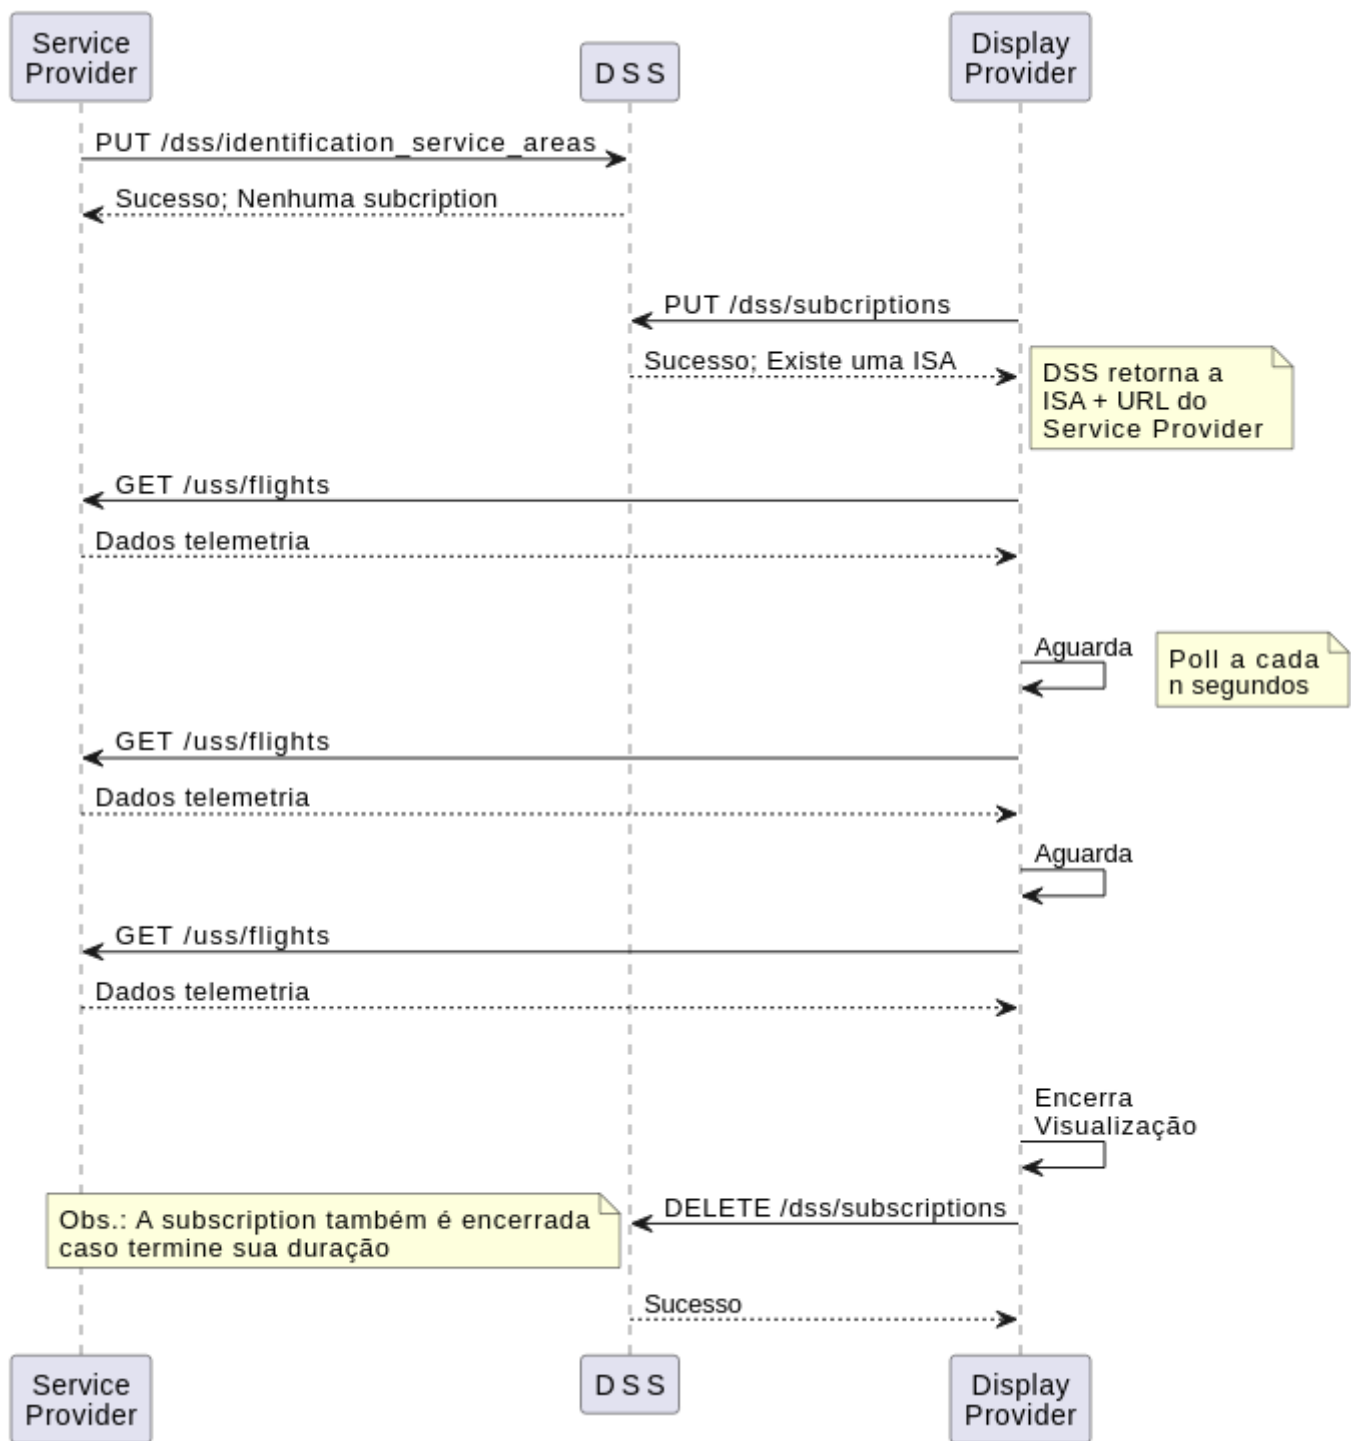 Service
Provider
DSS
Display
Provider
PUT /dss/identification_service_areas
Sucesso; Nenhuma subcription
PUT /dss/subcriptions
Sucesso; Existe uma ISA
DSS retorna a
ISA + URL do
Service Provider
GET /uss/flights
Dados telemetria
Aguarda
Poll a cada
n segundos
GET /uss/flights
Dados telemetria
Aguarda
GET /uss/flights
Dados telemetria
Encerra
Visualização
DELETE /dss/subscriptions
Obs.: A subscription também é encerrada
caso termine sua duração
Sucesso
Service
Provider
DSS
Display
Provider